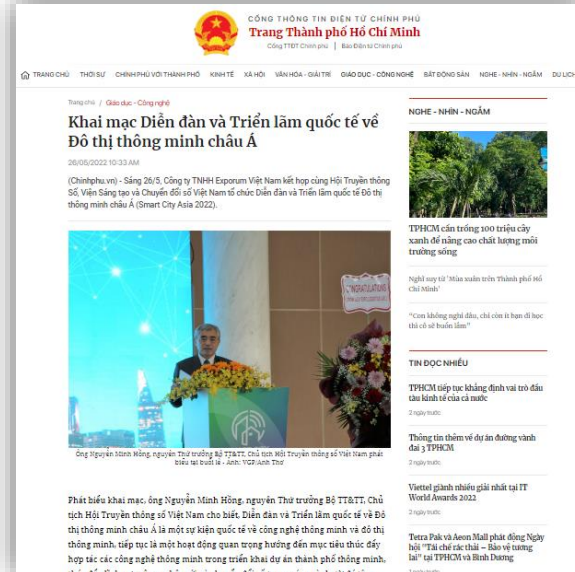 CỔNG THÔNG TIN ĐIỆN TỬ CHÍNH PHỦ
Trang Thành phố Hồ Chí Minh
Cổng TTĐT Chính phủ | Báo Điện tử Chính phủ
TRANG CHỦ THỜI SỰ CHÍNH PHỦ VỚI THÀNH PHỐ KINH TẾ XÃ HỘI VĂN HÓA - GIẢI TRÍ GIÁO DỤC - CÔNG NGHỆ BẤT ĐỘNG SẢN NGHE - NHÌN - NGẪM DU LỊCH
Trang chủ / Giáo dục - Công nghệ
Khai mạc Diễn đàn và Triển lãm quốc tế về
Đô thị thông minh châu Á
26/05/2022 10:33 AM
(Chinhphu.vn) - Sáng 26/5, Công ty TNHH Exporum Việt Nam kết hợp cùng Hội Truyền thông
Số, Viện Sáng tạo và Chuyển đổi số Việt Nam tổ chức Diễn đàn và Triển lãm quốc tế Đô thị
thông minh châu Á (Smart City Asia 2022).
CONGRATULATIONS
Ông Nguyễn Minh Hồng, nguyên Thứ trưởng Bộ TT&TT, Chủ tịch Hội Truyền thông số Việt Nam phát
biểu tại buổi lễ - Ảnh: VGP/Anh Thơ
Phát biểu khai mạc, ông Nguyễn Minh Hồng, nguyên Thứ trưởng Bộ TT&TT, Chủ
tịch Hội Truyền thông số Việt Nam cho biết, Diễn đàn và Triển lãm quốc tế về Đô
thị thông minh châu Á là một sự kiện quốc tế về công nghệ thông minh và đô thị
thông minh, tiếp tục là một hoạt động quan trọng hướng đến mục tiêu thúc đẩy
hợp tác các công nghệ thông minh trong triển khai dự án thành phố thông minh,
NGHE - NHÌN - NGẪM
TPHCM cần trồng 100 triệu cây
xanh để nâng cao chất lượng môi
trường sống
Nghĩ suy từ 'Mùa xuân trên Thành phố Hồ
Chí Minh'
"Con không nghỉ đâu, chỉ còn ít bạn đi học
thì cô sẽ buồn lắm"
TIN ĐỌC NHIỀU
TPHCM tiếp tục khẳng định vai trò đầu
tàu kinh tế của cả nước
2 ngày trước
Thông tin thêm về dự án đường vành
đai 3 TPHCM
2 ngày trước
Viettel giành nhiều giải nhất tại IT
World Awards 2022
2 ngày trước
Tetra Pak và Aeon Mall phát động Ngày
hội "Tái chế rác thải – Bảo vệ tương
lai" tại TPHCM và Bình Dương